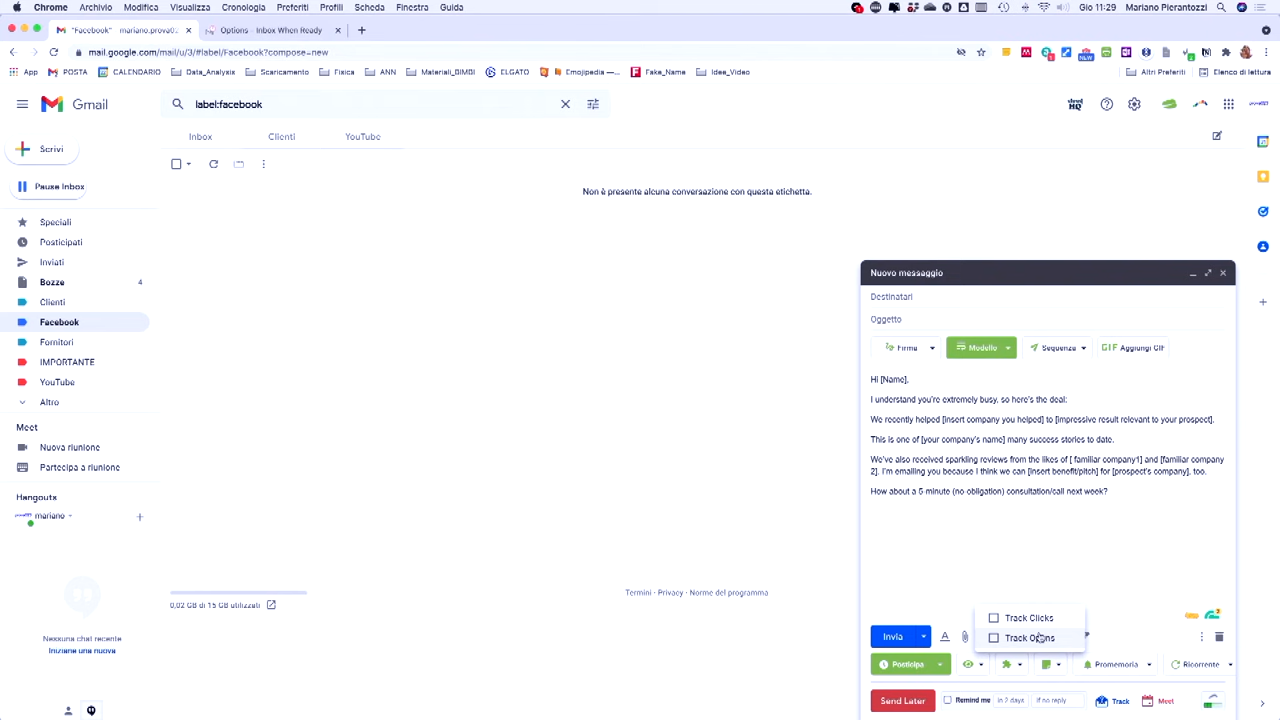 Chrome Archivio Modifica Visualizza Cronologia Preferiti Profili Scheda Finestra Guida
Gio 11:29 Mariano Pierantozzi
"Facebook" mariano.prova0
Options Inbox When Ready
mail.google.com/mail/u/3/#label/Facebook?compose=new
App POSTA CALENDARIO Data_Analysis Scaricamento Fisica ANN Materiali_BIMBI ELGATO Emojipedia —... Fake_Name Idee_Video Altri Preferiti Elenco di lettura
Gmail
label:facebook
Inbox Clienti YouTube
Scrivi
Pause Inbox
Non è presente alcuna conversazione con questa etichetta.
Speciali
Posticipati
Inviati
Bozze 4
Clienti
Facebook
Fornitori
IMPORTANTE
YouTube
Altro
Meet
Nuova riunione
Partecipa a riunione
Hangouts
mariano
Nessuna chat recente
Iniziane una nuova
0,02 GB di 15 GB utilizzati
Termini · Privacy · Norme del programma
Nuovo messaggio
Destinatari
Oggetto
Firma Modello Sequenza GIF Aggiungi GIF
Hi [Name],
I understand you're extremely busy, so here's the deal:
We recently helped [insert company you helped] to [impressive result relevant to your prospect].
This is one of [your company's name] many success stories to date.
We've also received sparkling reviews from the likes of [ familiar company1] and [familiar company
2]. I'm emailing you because I think we can [insert benefit/pitch] for [prospect's company], too.
How about a 5-minute (no obligation) consultation/call next week?
Track Clicks
Track Opens
Invia
Posticipa Promemoria Ricorrente
Send Later Remind me in 2 days if no reply Track Meet